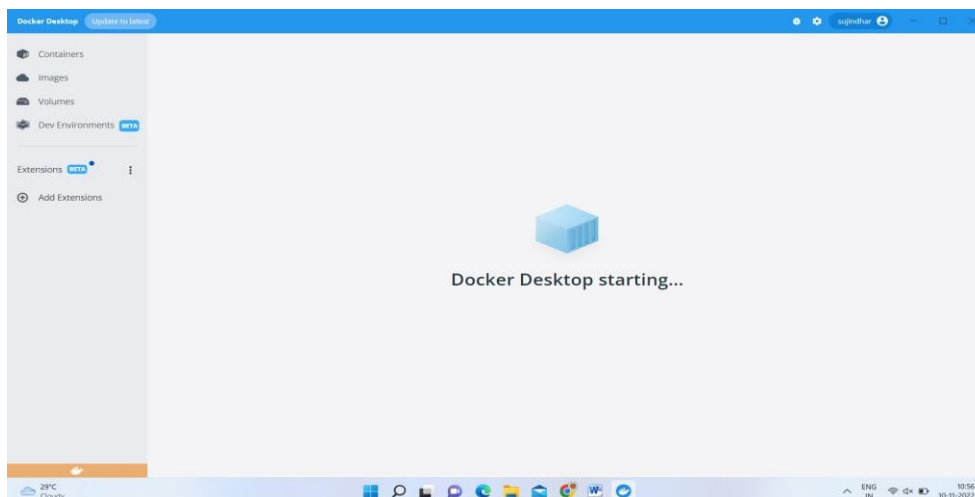 Docker Desktop Update to latest sujindhar
Containers
Images
Volumes
Dev Environments BETA
Extensions BETA
Add Extensions
Docker Desktop starting...
29°C
Cloudy
ENG
IN
10:56